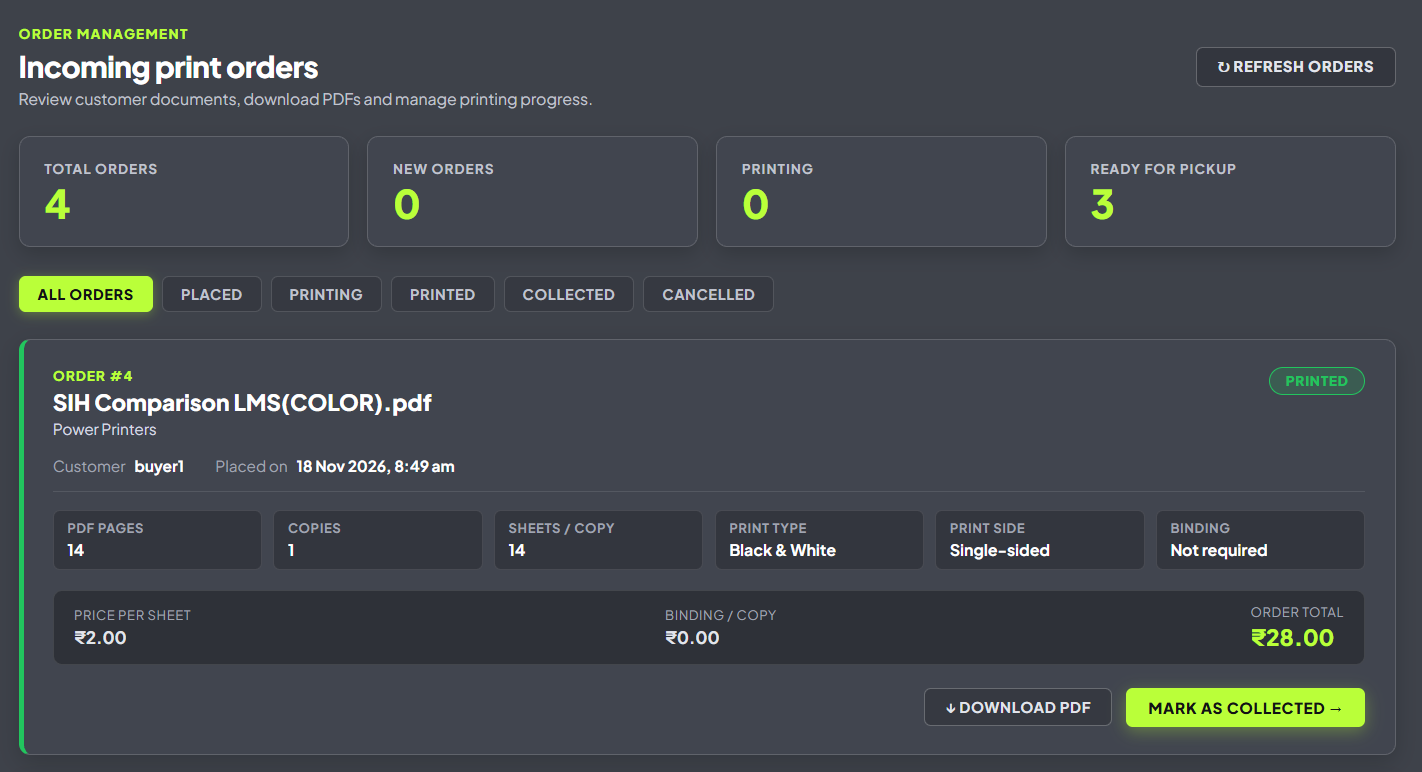 ORDER MANAGEMENT
Incoming print orders
Review customer documents, download PDFs and manage printing progress.
↻ REFRESH ORDERS
TOTAL ORDERS
4
NEW ORDERS
0
PRINTING
0
READY FOR PICKUP
3
ALL ORDERS
PLACED
PRINTING
PRINTED
COLLECTED
CANCELLED
ORDER #4
PRINTED
SIH Comparison LMS(COLOR).pdf
Power Printers
Customer buyer1 Placed on 18 Nov 2026, 8:49 am
PDF PAGES
14
COPIES
1
SHEETS / COPY
14
PRINT TYPE
Black & White
PRINT SIDE
Single-sided
BINDING
Not required
PRICE PER SHEET
₹2.00
BINDING / COPY
₹0.00
ORDER TOTAL
₹28.00
↓ DOWNLOAD PDF
MARK AS COLLECTED →